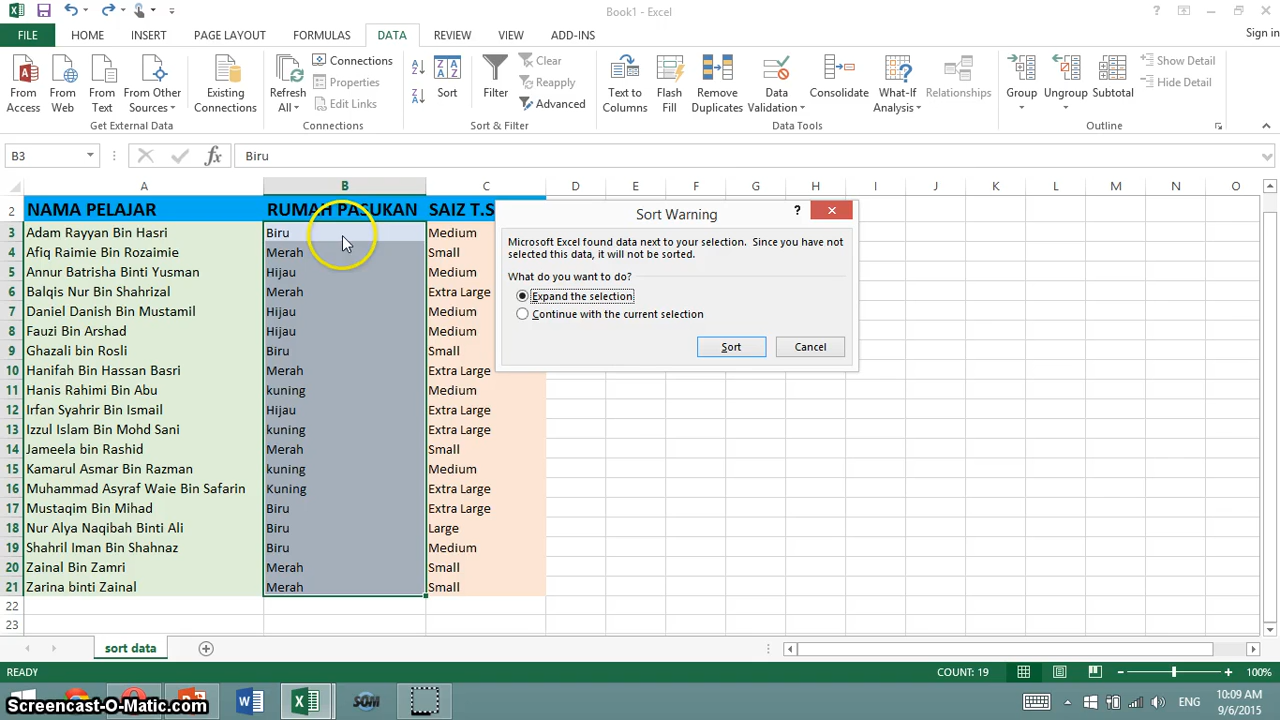 Book1 - Excel
FILE HOME INSERT PAGE LAYOUT FORMULAS DATA REVIEW VIEW ADD-INS Sign in
From Access
From Web
From Text
From Other Sources
Existing Connections
Get External Data
Refresh All
Connections
Properties
Edit Links
Connections
Sort
Filter
Clear
Reapply
Advanced
Sort & Filter
Text to Columns
Flash Fill
Remove Duplicates
Data Validation
Consolidate
What-If Analysis
Relationships
Data Tools
Group
Ungroup
Subtotal
Show Detail
Hide Detail
Outline
B3 fx Biru
A B C D E F G H I J K L M N O
2 NAMA PELAJAR RUMAH PASUKAN SAIZ T.S
3 Adam Rayyan Bin Hasri Biru Medium
4 Afiq Raimie Bin Rozaimie Merah Small
5 Annur Batrisha Binti Yusman Hijau Medium
6 Balqis Nur Bin Shahrizal Merah Extra Large
7 Daniel Danish Bin Mustamil Hijau Medium
8 Fauzi Bin Arshad Hijau Medium
9 Ghazali bin Rosli Biru Small
10 Hanifah Bin Hassan Basri Merah Extra Large
11 Hanis Rahimi Bin Abu kuning Medium
12 Irfan Syahrir Bin Ismail Hijau Extra Large
13 Izzul Islam Bin Mohd Sani kuning Extra Large
14 Jameela bin Rashid Merah Small
15 Kamarul Asmar Bin Razman kuning Medium
16 Muhammad Asyraf Waie Bin Safarin Kuning Extra Large
17 Mustaqim Bin Mihad Biru Extra Large
18 Nur Alya Naqibah Binti Ali Biru Large
19 Shahril Iman Bin Shahnaz Biru Medium
20 Zainal Bin Zamri Merah Small
21 Zarina binti Zainal Merah Small
22
23
Sort Warning
Microsoft Excel found data next to your selection. Since you have not
selected this data, it will not be sorted.
What do you want to do?
Expand the selection
Continue with the current selection
Sort Cancel
sort data
READY COUNT: 19 100%
Screencast-O-Matic.com
SOM
ENG
10:09 AM
9/6/2015